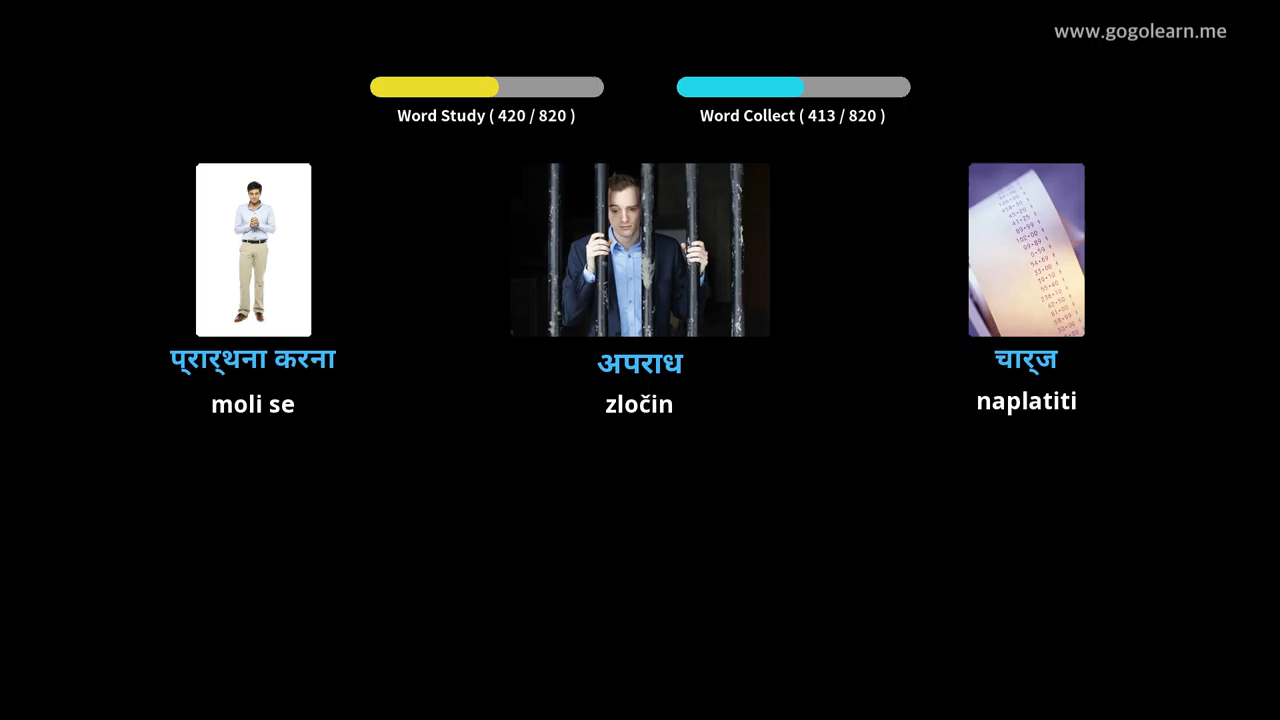 www.gogolearn.me
Word Study ( 420 / 820 )
Word Collect ( 413 / 820 )
प्रार्थना करना
अपराध
चार्ज
moli se
zločin
naplatiti